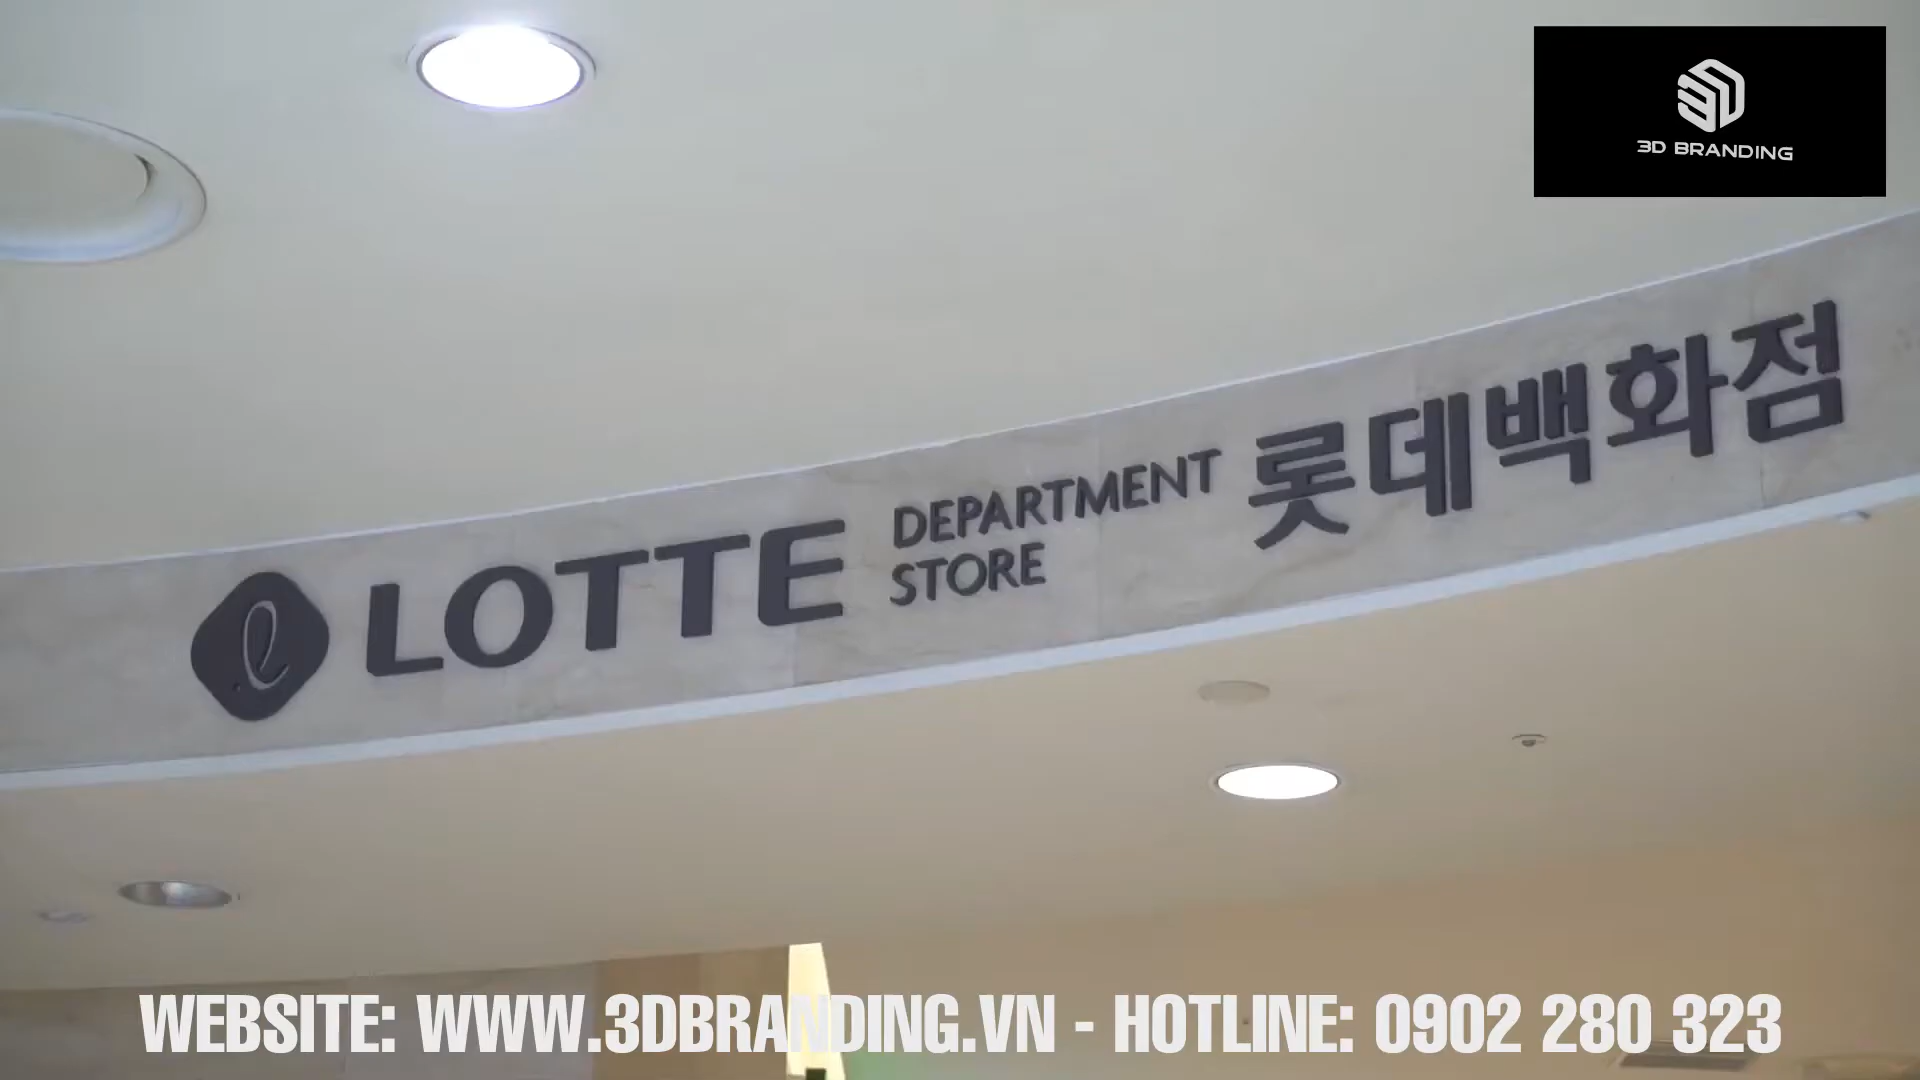 3D BRANDING
LOTTE DEPARTMENT STORE 롯데백화점
WEBSITE: WWW.3DBRANDING.VN - HOTLINE: 0902 280 323